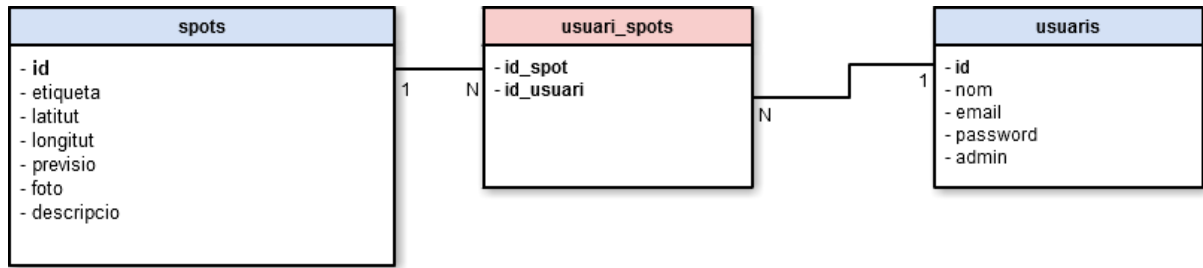 spots
- id
- etiqueta
- latitut
- longitut
- previsio
- foto
- descripcio
1
N
usuari_spots
- id_spot
- id_usuari
N
1
usuaris
- id
- nom
- email
- password
- admin